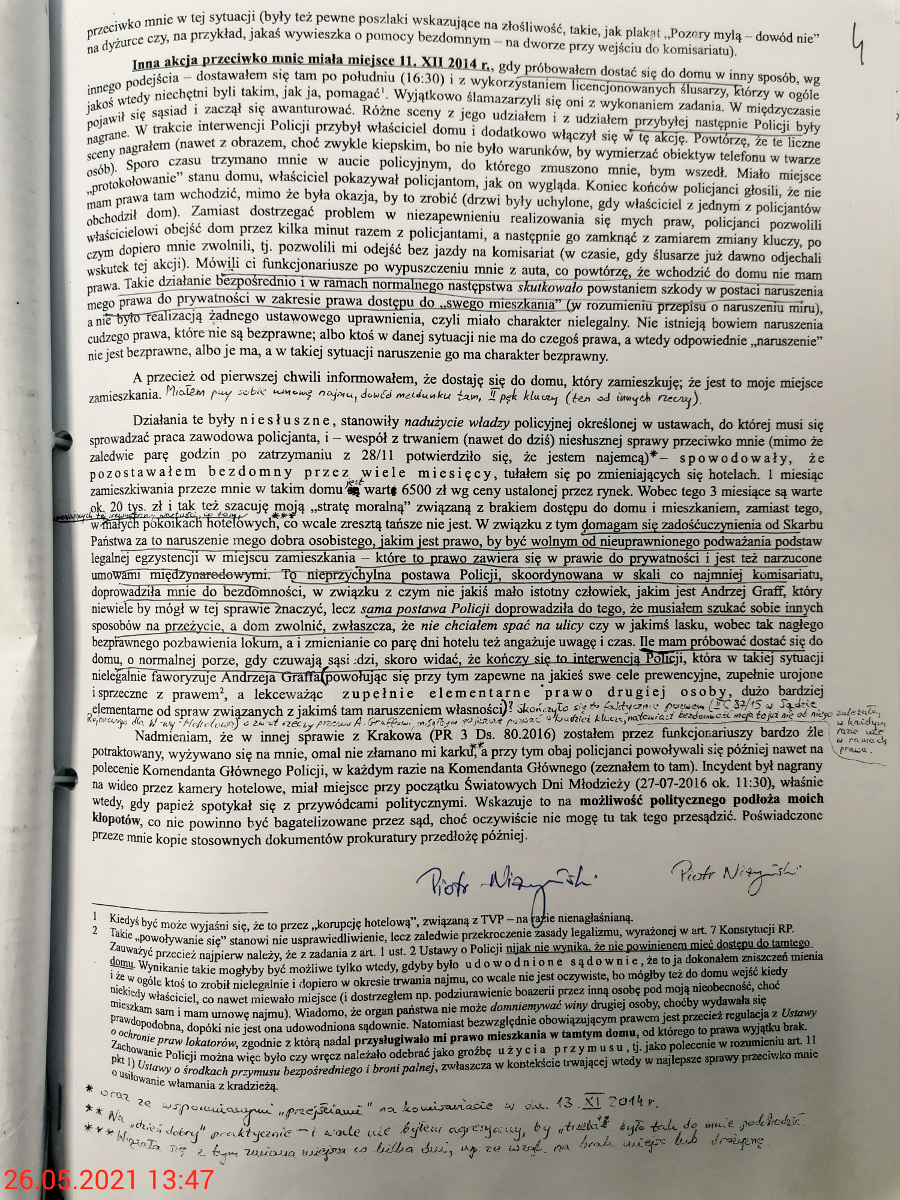 4
przeciwko mnie w tej sytuacji (były też pewne poszlaki wskazujące na złośliwość, takie, jak plakat „Pozory mylą – dowód nie”
na dyżurce czy, na przykład, jakaś wywieszka o pomocy bezdomnym – na dworze przy wejściu do komisariatu).
Inna akcja przeciwko mnie miała miejsce 11. XII 2014 r., gdy próbowałem dostać się do domu w inny sposób, wg
innego podejścia – dostawałem się tam po południu (16:30) i z wykorzystaniem licencjonowanych ślusarzy, którzy w ogóle
jakoś wtedy niechętni byli takim, jak ja, pomagać¹. Wyjątkowo ślamazarzyli się oni z wykonaniem zadania. W międzyczasie
pojawił się sąsiad i zaczął się awanturować. Różne sceny z jego udziałem i z udziałem przybyłej następnie Policji były
nagrane. W trakcie interwencji Policji przybył właściciel domu i dodatkowo włączył się w tę akcję. Powtórzę, że te liczne
sceny nagrałem (nawet z obrazem, choć zwykle kiepskim, bo nie było warunków, by wymierzać obiektyw telefonu w twarze
osób). Sporo czasu trzymano mnie w aucie policyjnym, do którego zmuszono mnie, bym wszedł. Miało miejsce
„protokołowanie” stanu domu, właściciel pokazywał policjantom, jak on wygląda. Koniec końców policjanci głosili, że nie
mam prawa tam wchodzić, mimo że była okazja, by to zrobić (drzwi były uchylone, gdy właściciel z jednym z policjantów
obchodził dom). Zamiast dostrzegać problem w niezapewnieniu realizowania się mych praw, policjanci pozwolili
właścicielowi obejść dom przez kilka minut razem z policjantami, a następnie go zamknąć z zamiarem zmiany kluczy, po
czym dopiero mnie zwolnili, tj. pozwolili mi odejść bez jazdy na komisariat (w czasie, gdy ślusarze już dawno odjechali
wskutek tej akcji). Mówili ci funkcjonariusze po wypuszczeniu mnie z auta, co powtórzę, że wchodzić do domu nie mam
prawa. Takie działanie bezpośrednio i w ramach normalnego następstwa skutkowało powstaniem szkody w postaci naruszenia
mego prawa do prywatności w zakresie prawa dostępu do „swego mieszkania” (w rozumieniu przepisu o naruszeniu miru),
a nie było realizacją żadnego ustawowego uprawnienia, czyli miało charakter nielegalny. Nie istnieją bowiem naruszenia
cudzego prawa, które nie są bezprawne; albo ktoś w danej sytuacji nie ma do czegoś prawa, a wtedy odpowiednie „naruszenie”
nie jest bezprawne, albo je ma, a w takiej sytuacji naruszenie go ma charakter bezprawny.
A przecież od pierwszej chwili informowałem, że dostaję się do domu, który zamieszkuję; że jest to moje miejsce
zamieszkania. Miałem przy sobie umowę najmu, dowód meldunku tam, II pęk kluczy (ten od innych rzeczy).
Działania te były niesłuszne, stanowiły nadużycie władzy policyjnej określonej w ustawach, do której musi się
sprowadzać praca zawodowa policjanta, i – wespół z trwaniem (nawet do dziś) niesłusznej sprawy przeciwko mnie (mimo że
zaledwie parę godzin po zatrzymaniu z 28/11 potwierdziło się, że jestem najemcą)* – spowodowały, że
pozostawałem bezdomny przez wiele miesięcy, tułałem się po zmieniających się hotelach. 1 miesiąc
zamieszkiwania przeze mnie w takim domu jest wart 6500 zł wg ceny ustalonej przez rynek. Wobec tego 3 miesiące są warte
ok. 20 tys. zł i tak też szacuję moją „stratę moralną” związaną z brakiem dostępu do domu i mieszkaniem, zamiast tego,
w małych pokoikach hotelowych,*** co wcale zresztą tańsze nie jest. W związku z tym domagam się zadośćuczynienia od Skarbu
Państwa za to naruszenie mego dobra osobistego, jakim jest prawo, by być wolnym od nieuprawnionego podważania podstaw
legalnej egzystencji w miejscu zamieszkania – które to prawo zawiera się w prawie do prywatności i jest też narzucone
umowami międzynarodowymi. To nieprzychylna postawa Policji, skoordynowana w skali co najmniej komisariatu,
doprowadziła mnie do bezdomności, w związku z czym nie jakiś mało istotny człowiek, jakim jest Andrzej Graff, który
niewiele by mógł w tej sprawie znaczyć, lecz sama postawa Policji doprowadziła do tego, że musiałem szukać sobie innych
sposobów na przeżycie, a dom zwolnić, zwłaszcza, że nie chciałem spać na ulicy czy w jakimś lasku, wobec tak nagłego
bezprawnego pozbawienia lokum, a i zmienianie co parę dni hotelu też angażuje uwagę i czas. Ile mam próbować dostać się do
domu, o normalnej porze, gdy czuwają sąsiedzi, skoro widać, że kończy się to interwencją Policji, która w takiej sytuacji
nielegalnie faworyzuje Andrzeja Graffa (powołując się przy tym zapewne na jakieś swe cele prewencyjne, zupełnie urojone
i sprzeczne z prawem², a lekceważąc zupełnie elementarne prawo drugiej osoby, dużo bardziej
elementarne od spraw związanych z jakimś tam naruszeniem własności)? Skończyło się to faktycznie pozwem (II C 37/15 w Sądzie
Rejonowym dla W-wy-Mokotowa) o zwrot rzeczy przeciw A. Graffowi, natomiast bezdomność moja to już nie od niego zależała,
w każdym razie nie w ramach prawa.
Nadmieniam, że w innej sprawie z Krakowa (PR 3 Ds. 80.2016) zostałem przez funkcjonariuszy bardzo źle
potraktowany, wyżywano się na mnie, omal nie złamano mi karku,** a przy tym obaj policjanci powoływali się później nawet na
polecenie Komendanta Głównego Policji, w każdym razie na Komendanta Głównego (zeznałem to tam). Incydent był nagrany
na wideo przez kamery hotelowe, miał miejsce przy początku Światowych Dni Młodzieży (27-07-2016 ok. 11:30), właśnie
wtedy, gdy papież spotykał się z przywódcami politycznymi. Wskazuje to na możliwość politycznego podłoża moich
kłopotów, co nie powinno być bagatelizowane przez sąd, choć oczywiście nie mogę tu tak tego przesądzić. Poświadczone
przeze mnie kopie stosownych dokumentów prokuratury przedłożę później.
Piotr Niżyński Piotr Niżyński
1 Kiedyś być może wyjaśni się, że to przez „korupcję hotelową”, związaną z TVP – na razie nienagłaśnianą.
2 Takie „powoływanie się” stanowi nie usprawiedliwienie, lecz zaledwie przekroczenie zasady legalizmu, wyrażonej w art. 7 Konstytucji RP.
Zauważyć przecież najpierw należy, że z zadania z art. 1 ust. 2 Ustawy o Policji nijak nie wynika, że nie powinienem mieć dostępu do tamtego
domu. Wynikanie takie mogłyby być możliwe tylko wtedy, gdyby było udowodnione sądownie, że to ja dokonałem zniszczeń mienia
i że w ogóle ktoś to zrobił nielegalnie i dopiero w okresie trwania najmu, co wcale nie jest oczywiste, bo mógłby też do domu wejść kiedy
niekiedy właściciel, co nawet miewało miejsce (i dostrzegłem np. podziurawienie boazerii przez inną osobę pod moją nieobecność, choć
mieszkam sam i mam umowę najmu). Wiadomo, że organ państwa nie może domniemywać winy drugiej osoby, choćby wydawała się
prawdopodobna, dopóki nie jest ona udowodniona sądownie. Natomiast bezwzględnie obowiązującym prawem jest przecież regulacja z Ustawy
o ochronie praw lokatorów, zgodnie z którą nadal przysługiwało mi prawo mieszkania w tamtym domu, od którego to prawa wyjątku brak.
Zachowanie Policji można więc było czy wręcz należało odebrać jako groźbę użycia przymusu, tj. jako polecenie w rozumieniu art. 11
pkt 1) Ustawy o środkach przymusu bezpośredniego i broni palnej, zwłaszcza w kontekście trwającej wtedy w najlepsze sprawy przeciwko mnie
o usiłowanie włamania z kradzieżą.
* oraz ze wspomnianymi „przejściami” na komisariacie w dn. 13. XI 2014 r.
** Na „dzień dobry” praktycznie – i wcale nie byłem agresywny, by „trzeba” było tak do mnie podchodzić
*** Wiązała się z tym zmiana miejsca co kilka dni, np. ze wzgl. na brak miejsc lub drożyznę
26.05.2021 13:47